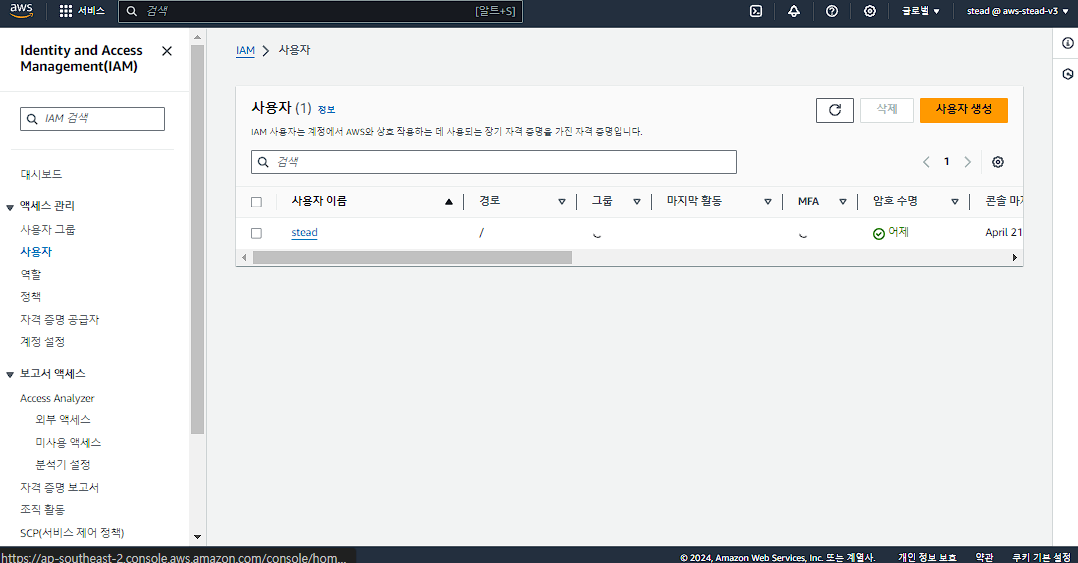 aws 서비스 검색 [알트+S] 글로벌 stead @ aws-stead-v3
Identity and Access
Management(IAM)
IAM 검색
대시보드
액세스 관리
사용자 그룹
사용자
역할
정책
자격 증명 공급자
계정 설정
보고서 액세스
Access Analyzer
외부 액세스
미사용 액세스
분석기 설정
자격 증명 보고서
조직 활동
SCP(서비스 제어 정책)
IAM 사용자
사용자 (1) 정보
삭제 사용자 생성
IAM 사용자는 계정에서 AWS와 상호 작용하는 데 사용되는 장기 자격 증명을 가진 자격 증명입니다.
검색
1
사용자 이름 경로 그룹 마지막 활동 MFA 암호 수명 콘솔 마지
stead / 어제 April 21
https://ap-southeast-2.console.aws.amazon.com/console/hom...
© 2024, Amazon Web Services, Inc. 또는 계열사. 개인 정보 보호 약관 쿠키 기본 설정